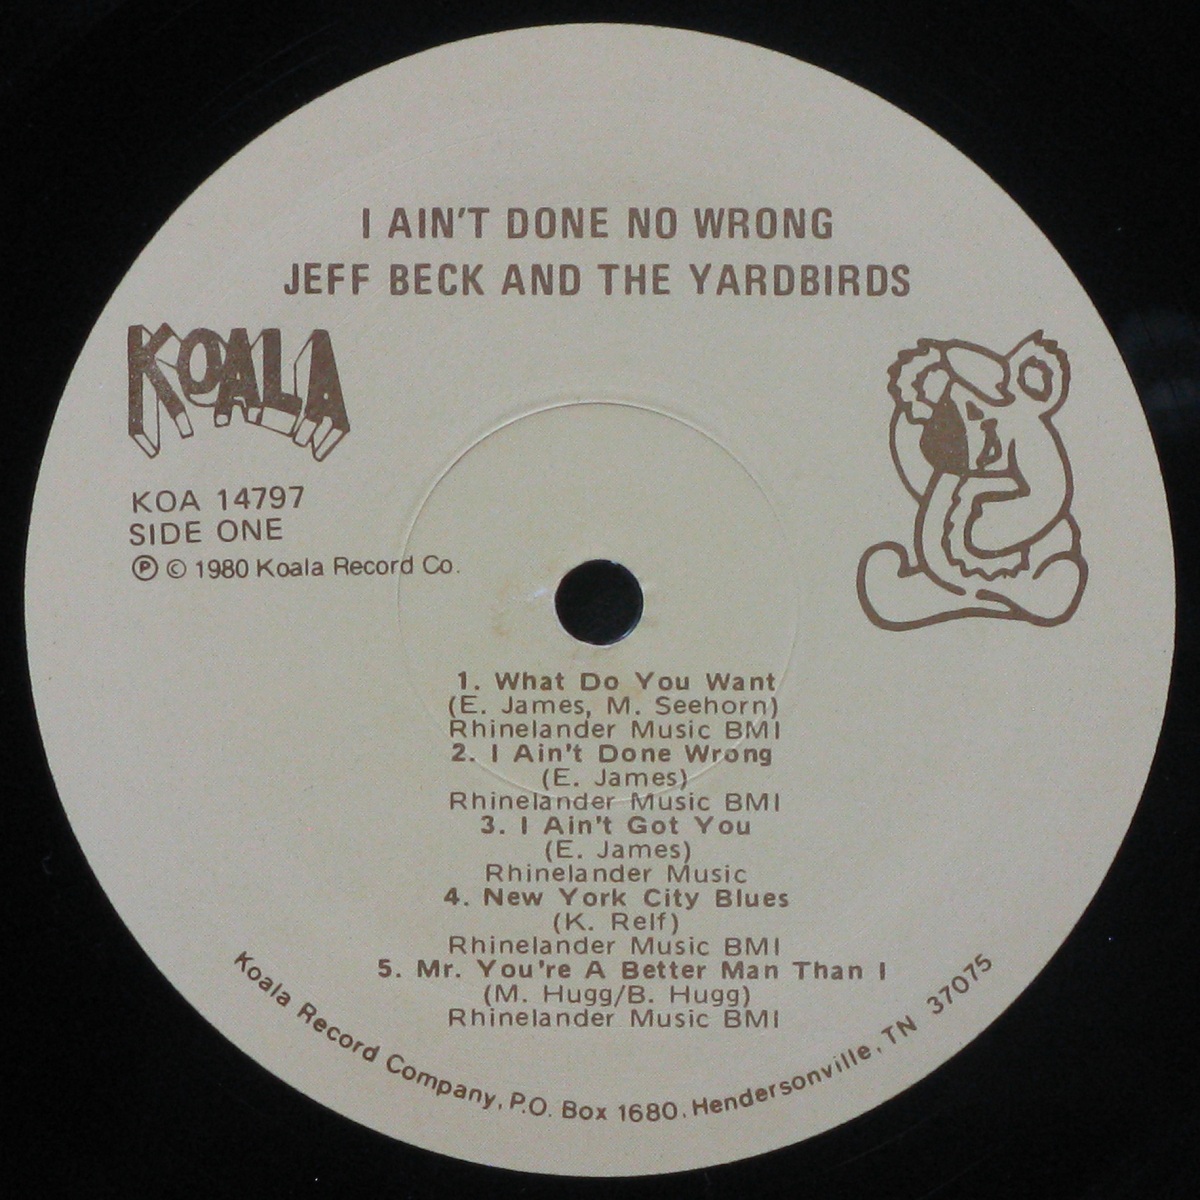 I AIN'T DONE NO WRONG
JEFF BECK AND THE YARDBIRDS
KOALA
KOA 14797
SIDE ONE
℗ © 1980 Koala Record Co.
1. What Do You Want
(E. James, M. Seehorn)
Rhinelander Music BMI
2. I Ain't Done Wrong
(E. James)
Rhinelander Music BMI
3. I Ain't Got You
(E. James)
Rhinelander Music
4. New York City Blues
(K. Relf)
Rhinelander Music BMI
5. Mr. You're A Better Man Than I
(M. Hugg/B. Hugg)
Rhinelander Music BMI
Koala Record Company, P.O. Box 1680, Hendersonville, TN 37075